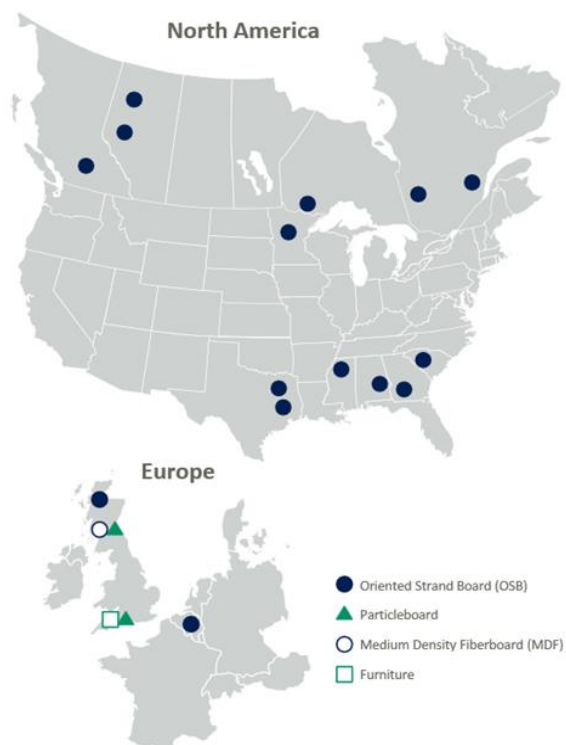 North America
Europe
Oriented Strand Board (OSB)
Particleboard
Medium Density Fiberboard (MDF)
Furniture